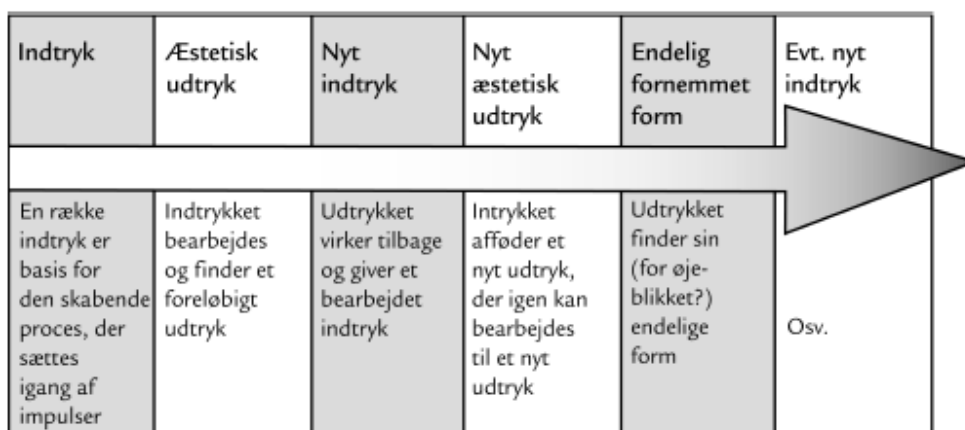 Indtryk
Æstetisk
udtryk
Nyt
indtryk
Nyt
æstetisk
udtryk
Endelig
fornemmet
form
Evt. nyt
indtryk
En række
indtryk er
basis for
den skabende
proces, der
sættes
igang af
impulser
Indtrykket
bearbejdes
og finder et
foreløbigt
udtryk
Udtrykket
virker tilbage
og giver et
bearbejdet
indtryk
Intrykket
afføder et
nyt udtryk,
der igen kan
bearbejdes
til et nyt
udtryk
Udtrykket
finder sin
(for øje-
blikket?)
endelige
form
Osv.